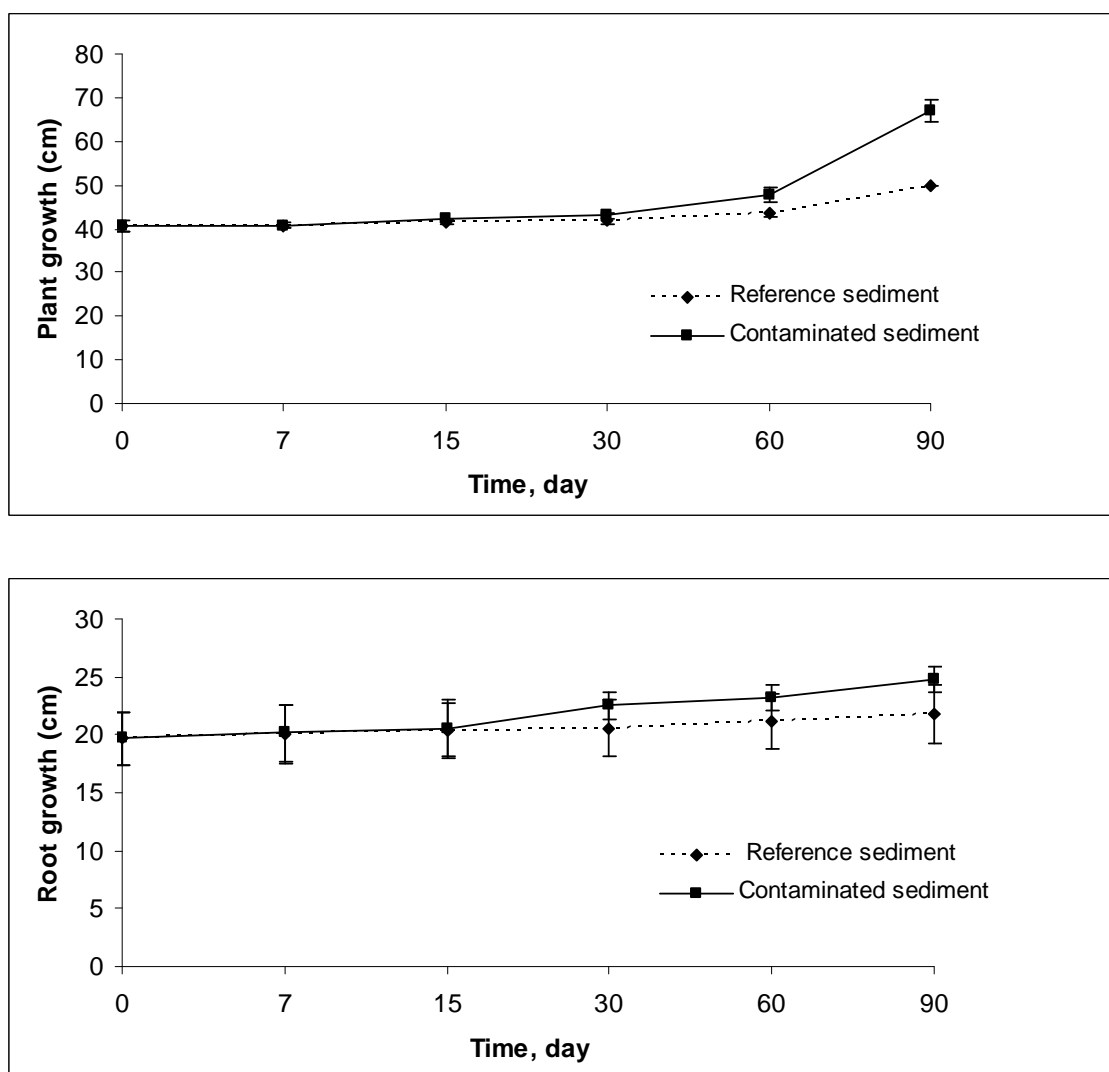 80
70
60
50
40
30
20
10
0
Plant growth (cm)
Reference sediment
Contaminated sediment
0 7 15 30 60 90
Time, day
30
25
20
15
10
5
0
Root growth (cm)
Reference sediment
Contaminated sediment
0 7 15 30 60 90
Time, day